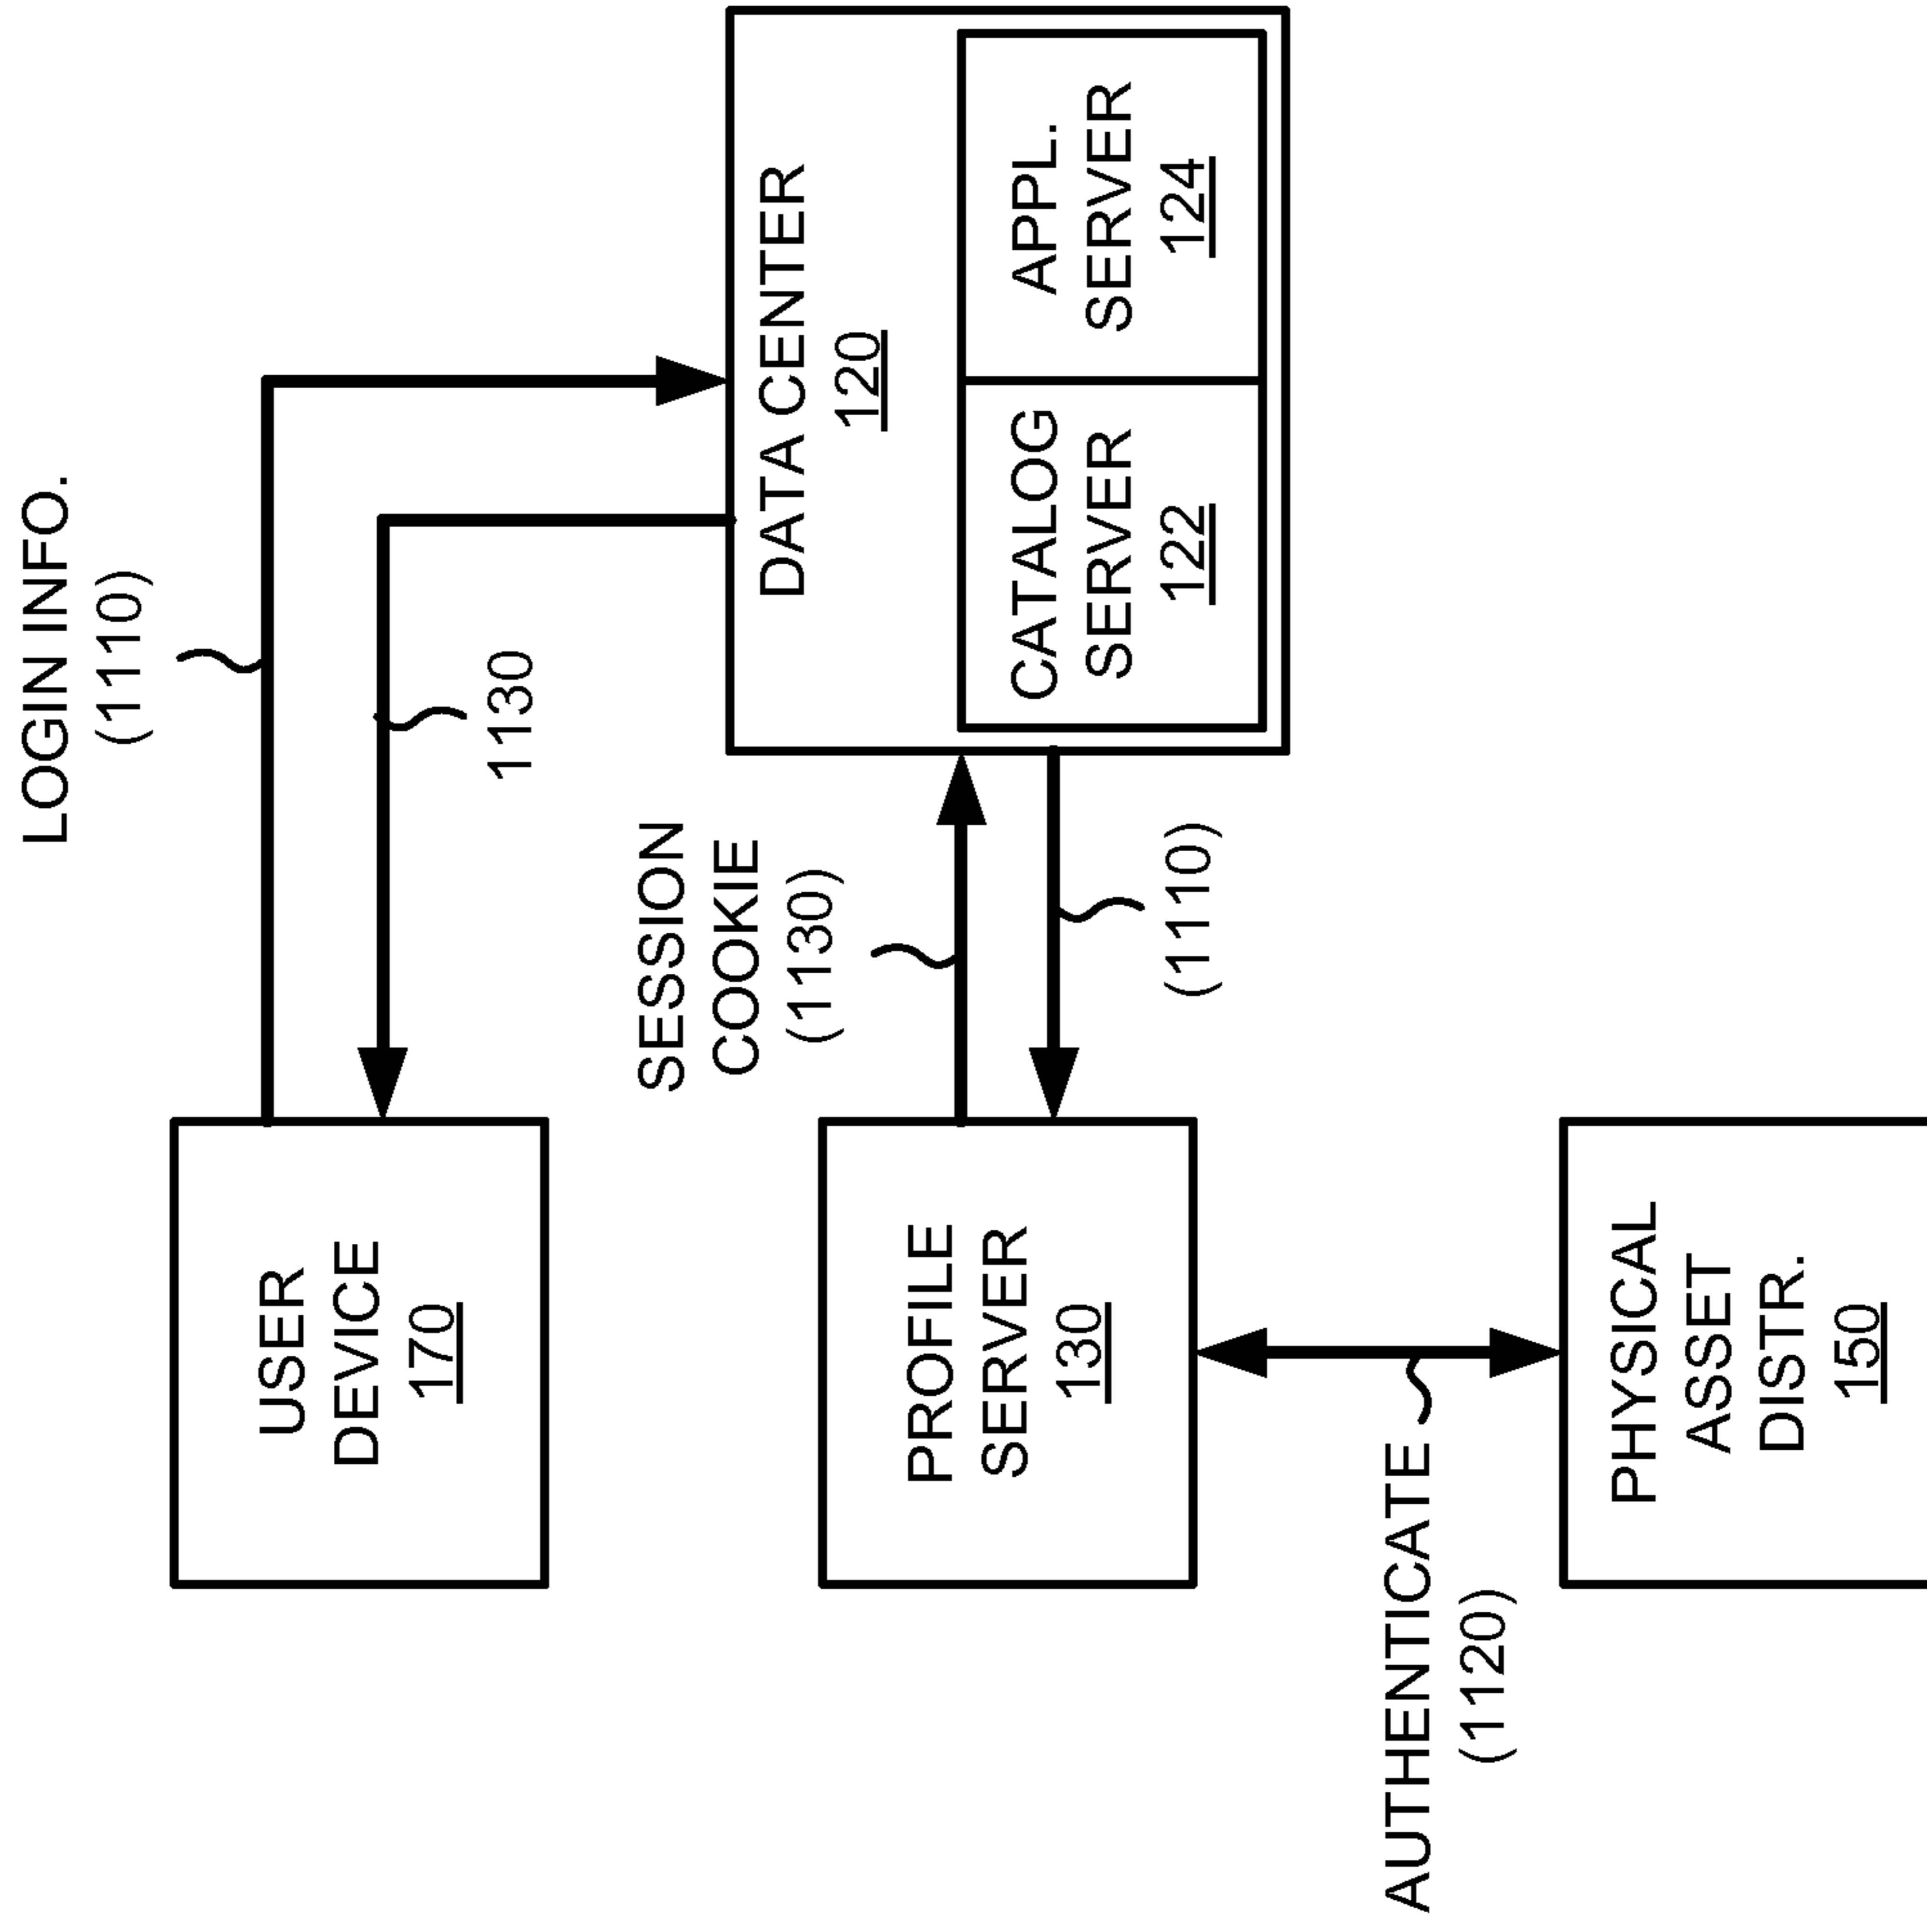 LOGIN INFO.
(1110)
1130
USER
DEVICE
170
DATA CENTER
120
CATALOG
SERVER
122
APPL.
SERVER
124
SESSION
COOKIE
(1130)
(1110)
PROFILE
SERVER
130
AUTHENTICATE
(1120)
PHYSICAL
ASSET
DISTR.
150